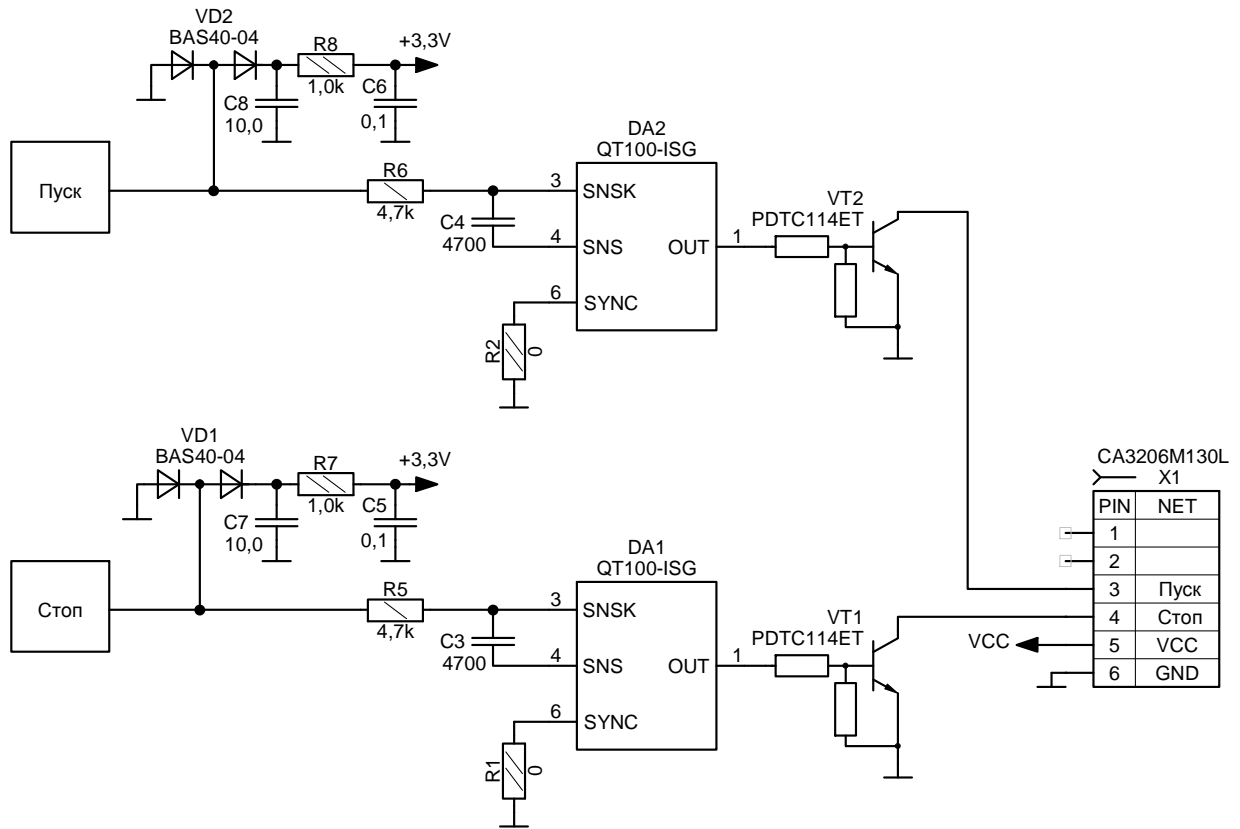 VD2
BAS40-04
R8
1,0k
+3,3V
C8
10,0
C6
0,1
Пуск
R6
4,7k
C4
4700
DA2
QT100-ISG
3 SNSK
4 SNS
6 SYNC
OUT 1
R2
0
VT2
PDTC114ET
VD1
BAS40-04
R7
1,0k
+3,3V
C7
10,0
C5
0,1
Стоп
R5
4,7k
C3
4700
DA1
QT100-ISG
3 SNSK
4 SNS
6 SYNC
OUT 1
R1
0
VT1
PDTC114ET
CA3206M130L
X1
PIN NET
1
2
3 Пуск
4 Стоп
VCC 5 VCC
6 GND